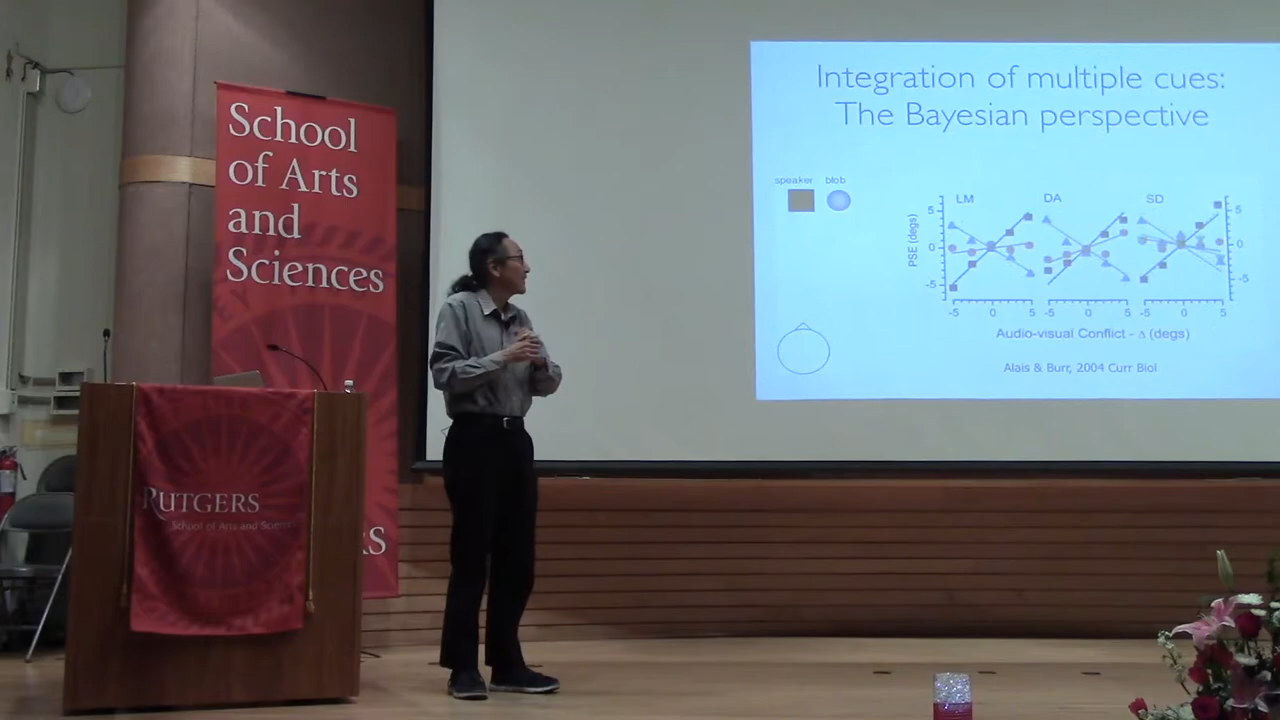 School
of Arts
and
Sciences
RS
RUTGERS
School of Arts and Sciences
Integration of multiple cues:
The Bayesian perspective
speaker blob
LM DA SD
PSE (degs)
5 5
0 0
-5 -5
-5 0 5 -5 0 5 -5 0 5
Audio-visual Conflict - Δ (degs)
Alais & Burr, 2004 Curr Biol